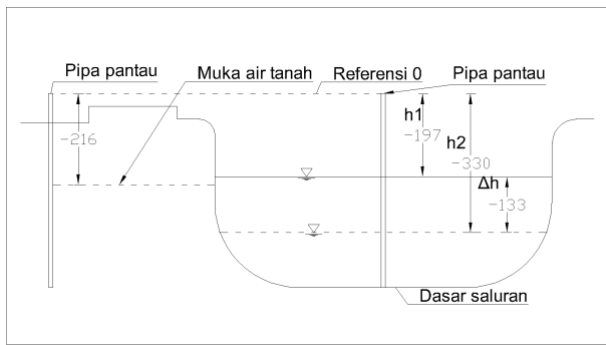 Pipa pantau
Muka air tanah
Referensi 0
Pipa pantau
h1
-197
-216
h2
-330
Δh
-133
Dasar saluran